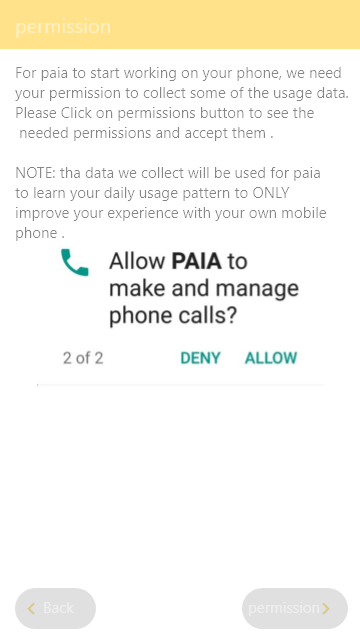 permission
For paia to start working on your phone, we need
your permission to collect some of the usage data.
Please Click on permissions button to see the
needed permissions and accept them .
NOTE: tha data we collect will be used for paia
to learn your daily usage pattern to ONLY
improve your experience with your own mobile
phone .
Allow PAIA to
make and manage
phone calls?
2 of 2 DENY ALLOW
Back permission